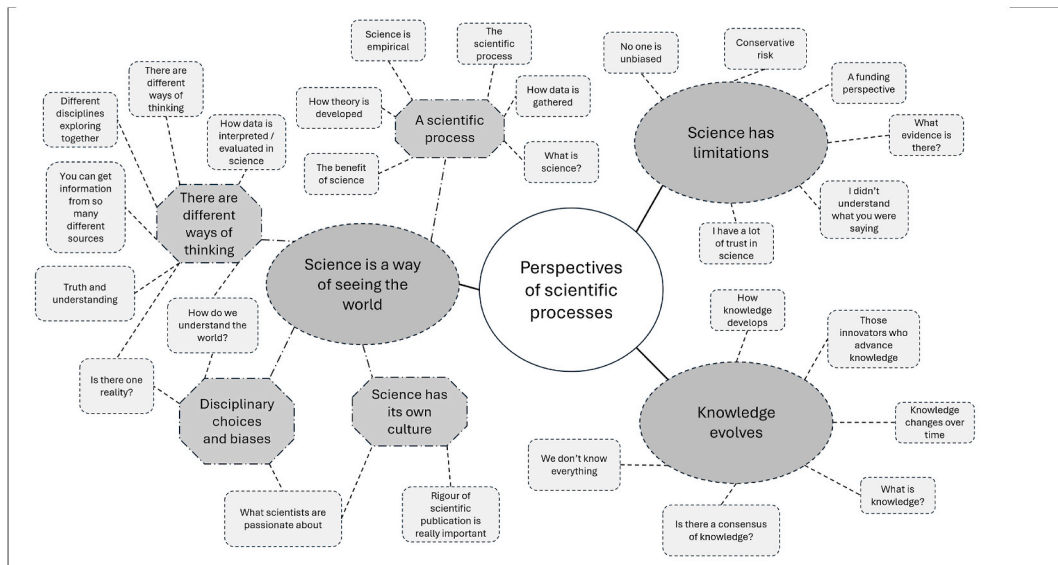 Science is
empirical
The
scientific
process
No one is
unbiased
Conservative
risk
There are
different
ways of
thinking
A funding
perspective
How data is
gathered
Different
disciplines
exploring
together
How theory is
developed
How data is
interpreted /
evaluated in
science
A scientific
process
Science has
limitations
What
evidence is
there?
The benefit
of science
What is
science?
You can get
information
from so
many
different
sources
There are
different
ways of
thinking
I didn't
understand
what you were
saying
I have a lot
of trust in
science
Science is a way
of seeing the
world
Perspectives
of scientific
processes
Truth and
understanding
How do we
understand the
world?
How
knowledge
develops
Those
innovators who
advance
knowledge
Is there one
reality?
Disciplinary
choices
and biases
Science has
its own
culture
Knowledge
evolves
Knowledge
changes over
time
We don't know
everything
What is
knowledge?
What scientists are
passionate about
Rigour of
scientific
publication is
really important
Is there a consensus
of knowledge?